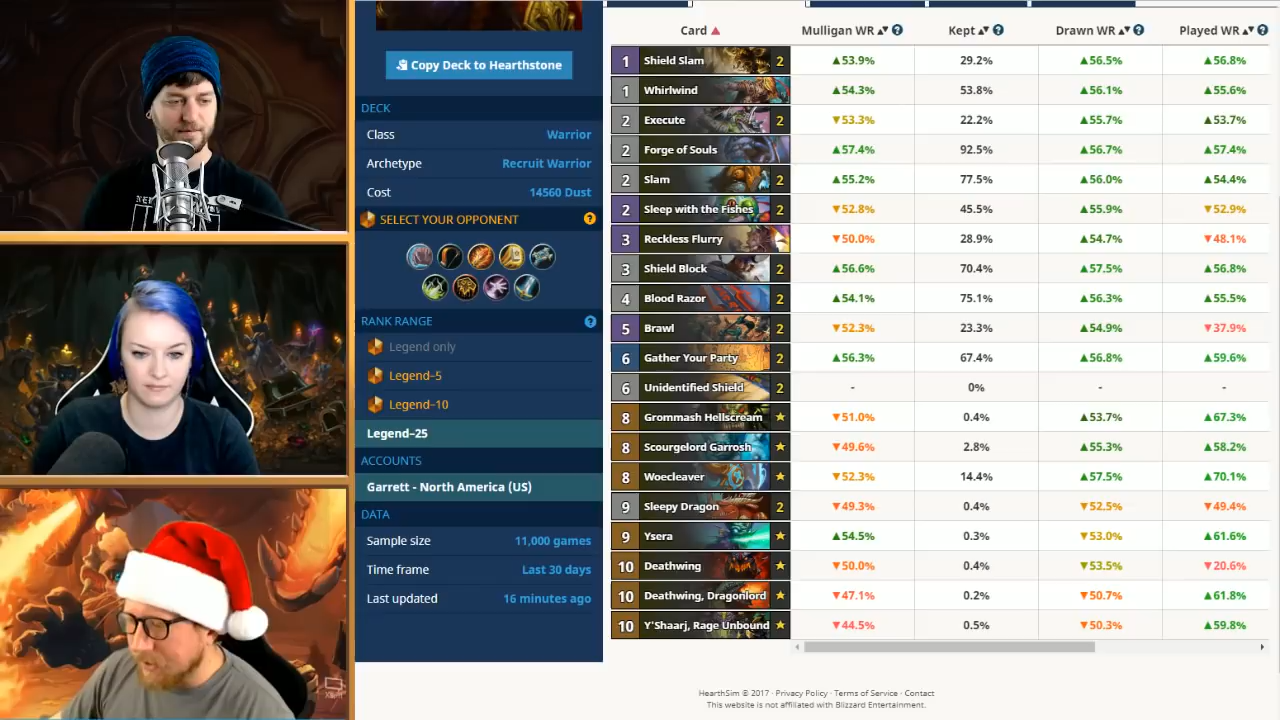 Copy Deck to Hearthstone
DECK
Class Warrior
Archetype Recruit Warrior
Cost 14560 Dust
SELECT YOUR OPPONENT ?
RANK RANGE ?
Legend only
Legend–5
Legend–10
Legend–25
ACCOUNTS
Garrett - North America (US)
DATA
Sample size 11,000 games
Time frame Last 30 days
Last updated 16 minutes ago
Card ▲ Mulligan WR ▲▼ ? Kept ▲▼ ? Drawn WR ▲▼ ? Played WR ▲▼ ?
1 Shield Slam 2 ▲53.9% 29.2% ▲56.5% ▲56.8%
1 Whirlwind ▲54.3% 53.8% ▲56.1% ▲55.6%
2 Execute 2 ▼53.3% 22.2% ▲55.7% ▲53.7%
2 Forge of Souls ▲57.4% 92.5% ▲56.7% ▲57.4%
2 Slam 2 ▲55.2% 77.5% ▲56.0% ▲54.4%
2 Sleep with the Fishes 2 ▼52.8% 45.5% ▲55.9% ▼52.9%
3 Reckless Flurry ▼50.0% 28.9% ▲54.7% ▼48.1%
3 Shield Block 2 ▲56.6% 70.4% ▲57.5% ▲56.8%
4 Blood Razor 2 ▲54.1% 75.1% ▲56.3% ▲55.5%
5 Brawl 2 ▼52.3% 23.3% ▲54.9% ▼37.9%
6 Gather Your Party 2 ▲56.3% 67.4% ▲56.8% ▲59.6%
6 Unidentified Shield 2 - 0% - -
8 Grommash Hellscream ★ ▼51.0% 0.4% ▲53.7% ▲67.3%
8 Scourgelord Garrosh ★ ▼49.6% 2.8% ▲55.3% ▲58.2%
8 Woecleaver ★ ▼52.3% 14.4% ▲57.5% ▲70.1%
9 Sleepy Dragon 2 ▼49.3% 0.4% ▼52.5% ▼49.4%
9 Ysera ★ ▲54.5% 0.3% ▼53.0% ▲61.6%
10 Deathwing ★ ▼50.0% 0.4% ▼53.5% ▼20.6%
10 Deathwing, Dragonlord ★ ▼47.1% 0.2% ▼50.7% ▲61.8%
10 Y'Shaarj, Rage Unbound ★ ▼44.5% 0.5% ▼50.3% ▲59.8%
HearthSim © 2017 · Privacy Policy · Terms of Service · Contact
This website is not affiliated with Blizzard Entertainment.